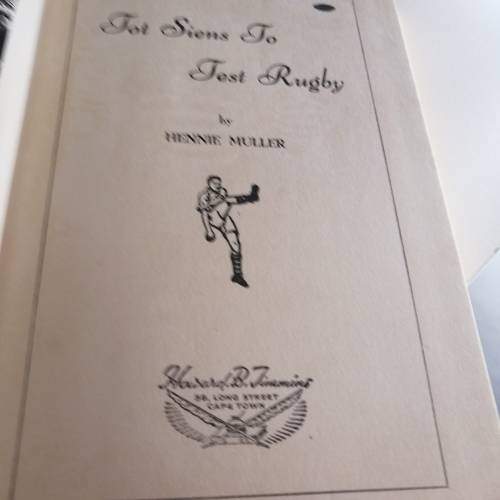 Tot Siens To
Test Rugby
by
HENNIE MULLER
Howard B. Timmins
58, LONG STREET
CAPE TOWN